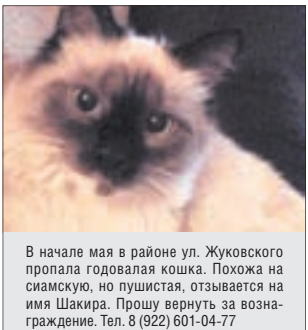 В начале мая в районе ул. Жуковского
пропала годовалая кошка. Похожа на
сиамскую, но пушистая, отзывается на
имя Шакира. Прошу вернуть за возна-
граждение. Тел. 8 (922) 601-04-77